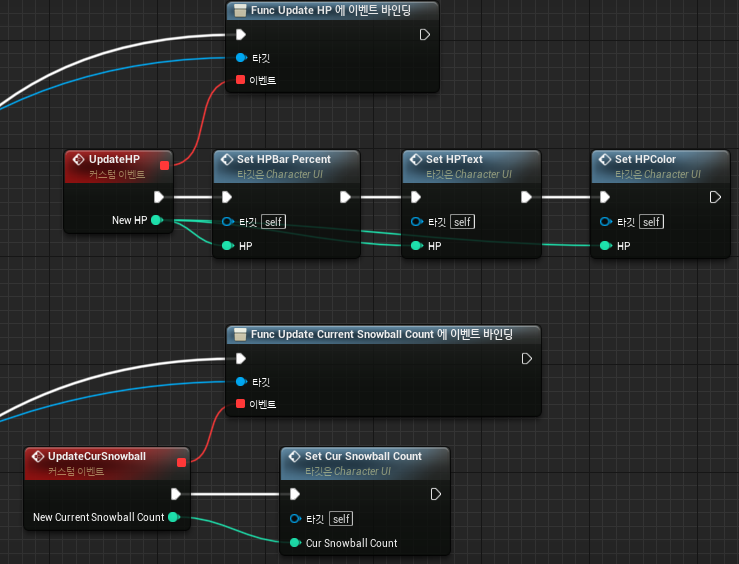 Func Update HP 에 이벤트 바인딩
타깃
이벤트
UpdateHP
커스텀 이벤트
New HP
Set HPBar Percent
타깃은 Character UI
타깃 self
HP
Set HPText
타깃은 Character UI
타깃 self
HP
Set HPColor
타깃은 Character UI
타깃 self
HP
Func Update Current Snowball Count 에 이벤트 바인딩
타깃
이벤트
UpdateCurSnowball
커스텀 이벤트
New Current Snowball Count
Set Cur Snowball Count
타깃은 Character UI
타깃 self
Cur Snowball Count